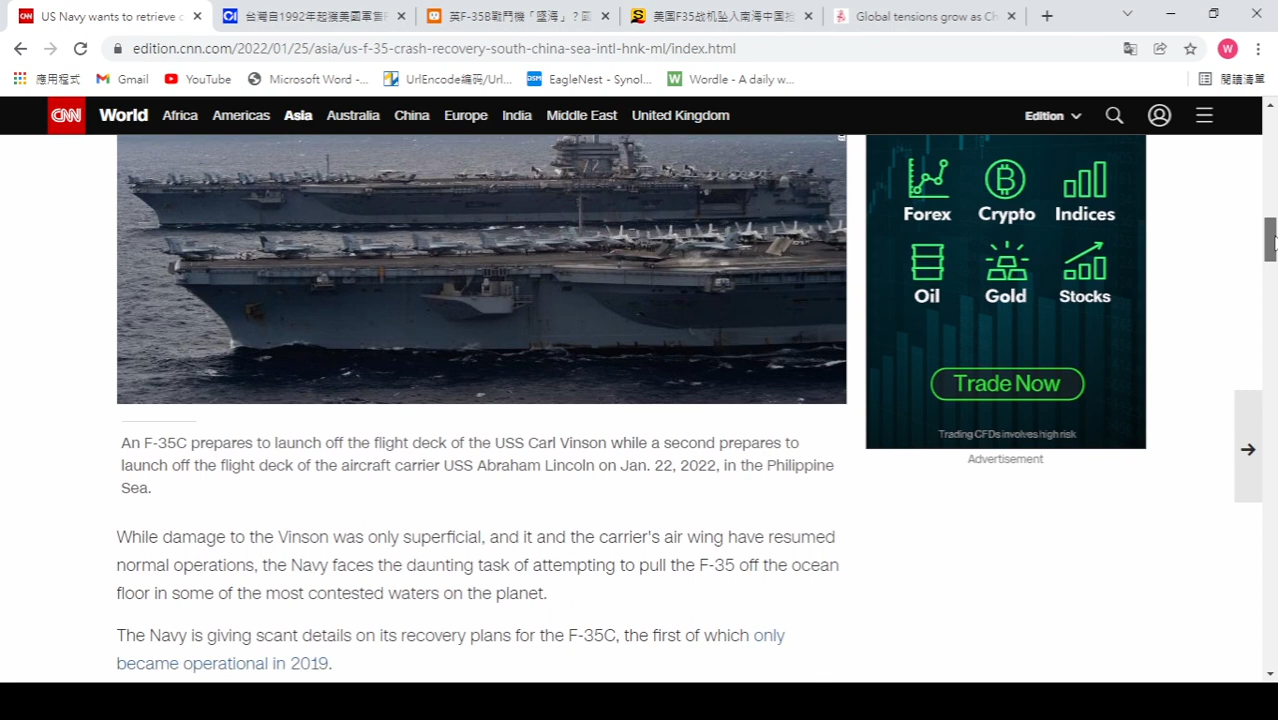 US Navy wants to retrieve c
台灣自1992年起獲美國軍售F
英F-35B戰鬥機「墜海」？國
美国F35战机坠入南海中国抢
Global tensions grow as Ch
edition.cnn.com/2022/01/25/asia/us-f-35-crash-recovery-south-china-sea-intl-hnk-ml/index.html
W
應用程式 Gmail YouTube Microsoft Word -... UrlEncode编码/Url... EagleNest - Synol... Wordle - A daily w... 閱讀清單
CNN World Africa Americas Asia Australia China Europe India Middle East United Kingdom Edition
Forex Crypto Indices
Oil Gold Stocks
Trade Now
Trading CFDs involves high risk
Advertisement
An F-35C prepares to launch off the flight deck of the USS Carl Vinson while a second prepares to
launch off the flight deck of the aircraft carrier USS Abraham Lincoln on Jan. 22, 2022, in the Philippine
Sea.
While damage to the Vinson was only superficial, and it and the carrier's air wing have resumed
normal operations, the Navy faces the daunting task of attempting to pull the F-35 off the ocean
floor in some of the most contested waters on the planet.
The Navy is giving scant details on its recovery plans for the F-35C, the first of which only
became operational in 2019.